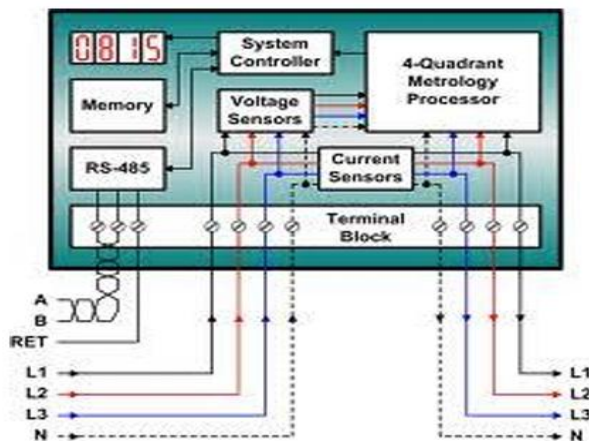 0815
System
Controller
4-Quadrant
Metrology
Processor
Memory
Voltage
Sensors
RS-485
Current
Sensors
Terminal
Block
A
B
RET
L1
L2
L3
N
L1
L2
L3
N